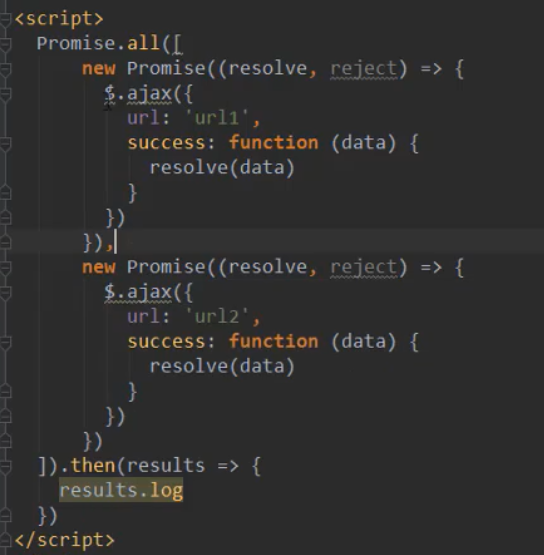 <script>
Promise.all([
new Promise((resolve, reject) => {
$.ajax({
url: 'url1',
success: function (data) {
resolve(data)
}
})
}),
new Promise((resolve, reject) => {
$.ajax({
url: 'url2',
success: function (data) {
resolve(data)
}
})
})
]).then(results => {
results.log
})
</script>